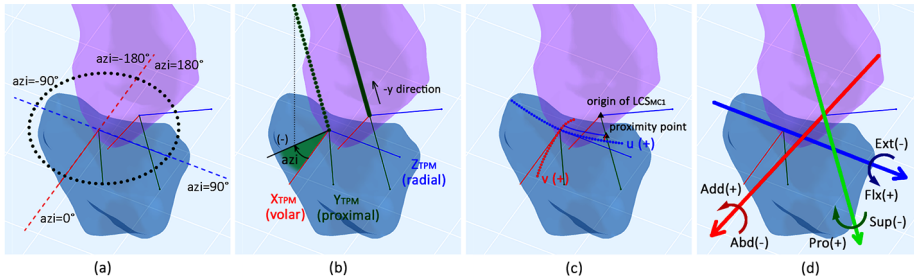 azi=-180°
azi=180°
azi=-90°
azi=90°
azi=0°
(a)
-y direction
(-)
azi
ZTPM
(radial)
XTPM
(volar)
YTPM
(proximal)
(b)
origin of LCSMC1
proximity point
u (+)
v (+)
(c)
Ext(-)
Flx(+)
Add(+)
Sup(-)
Abd(-)
Pro(+)
(d)